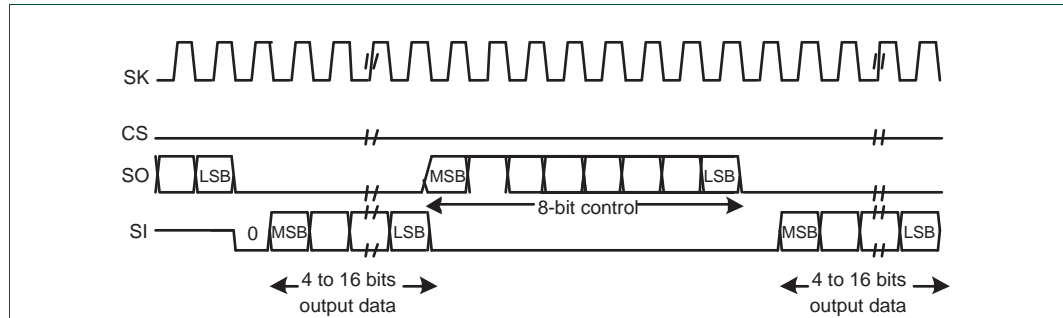 SK
CS
SO LSB MSB LSB
8-bit control
SI 0 MSB LSB MSB LSB
4 to 16 bits 4 to 16 bits
output data output data